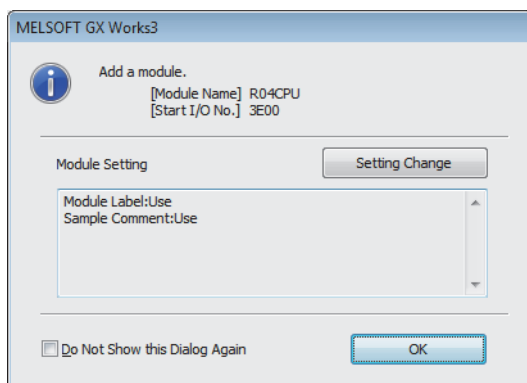 MELSOFT GX Works3
Add a module.
[Module Name] R04CPU
[Start I/O No.] 3E00
Module Setting
Setting Change
Module Label:Use
Sample Comment:Use
Do Not Show this Dialog Again
OK